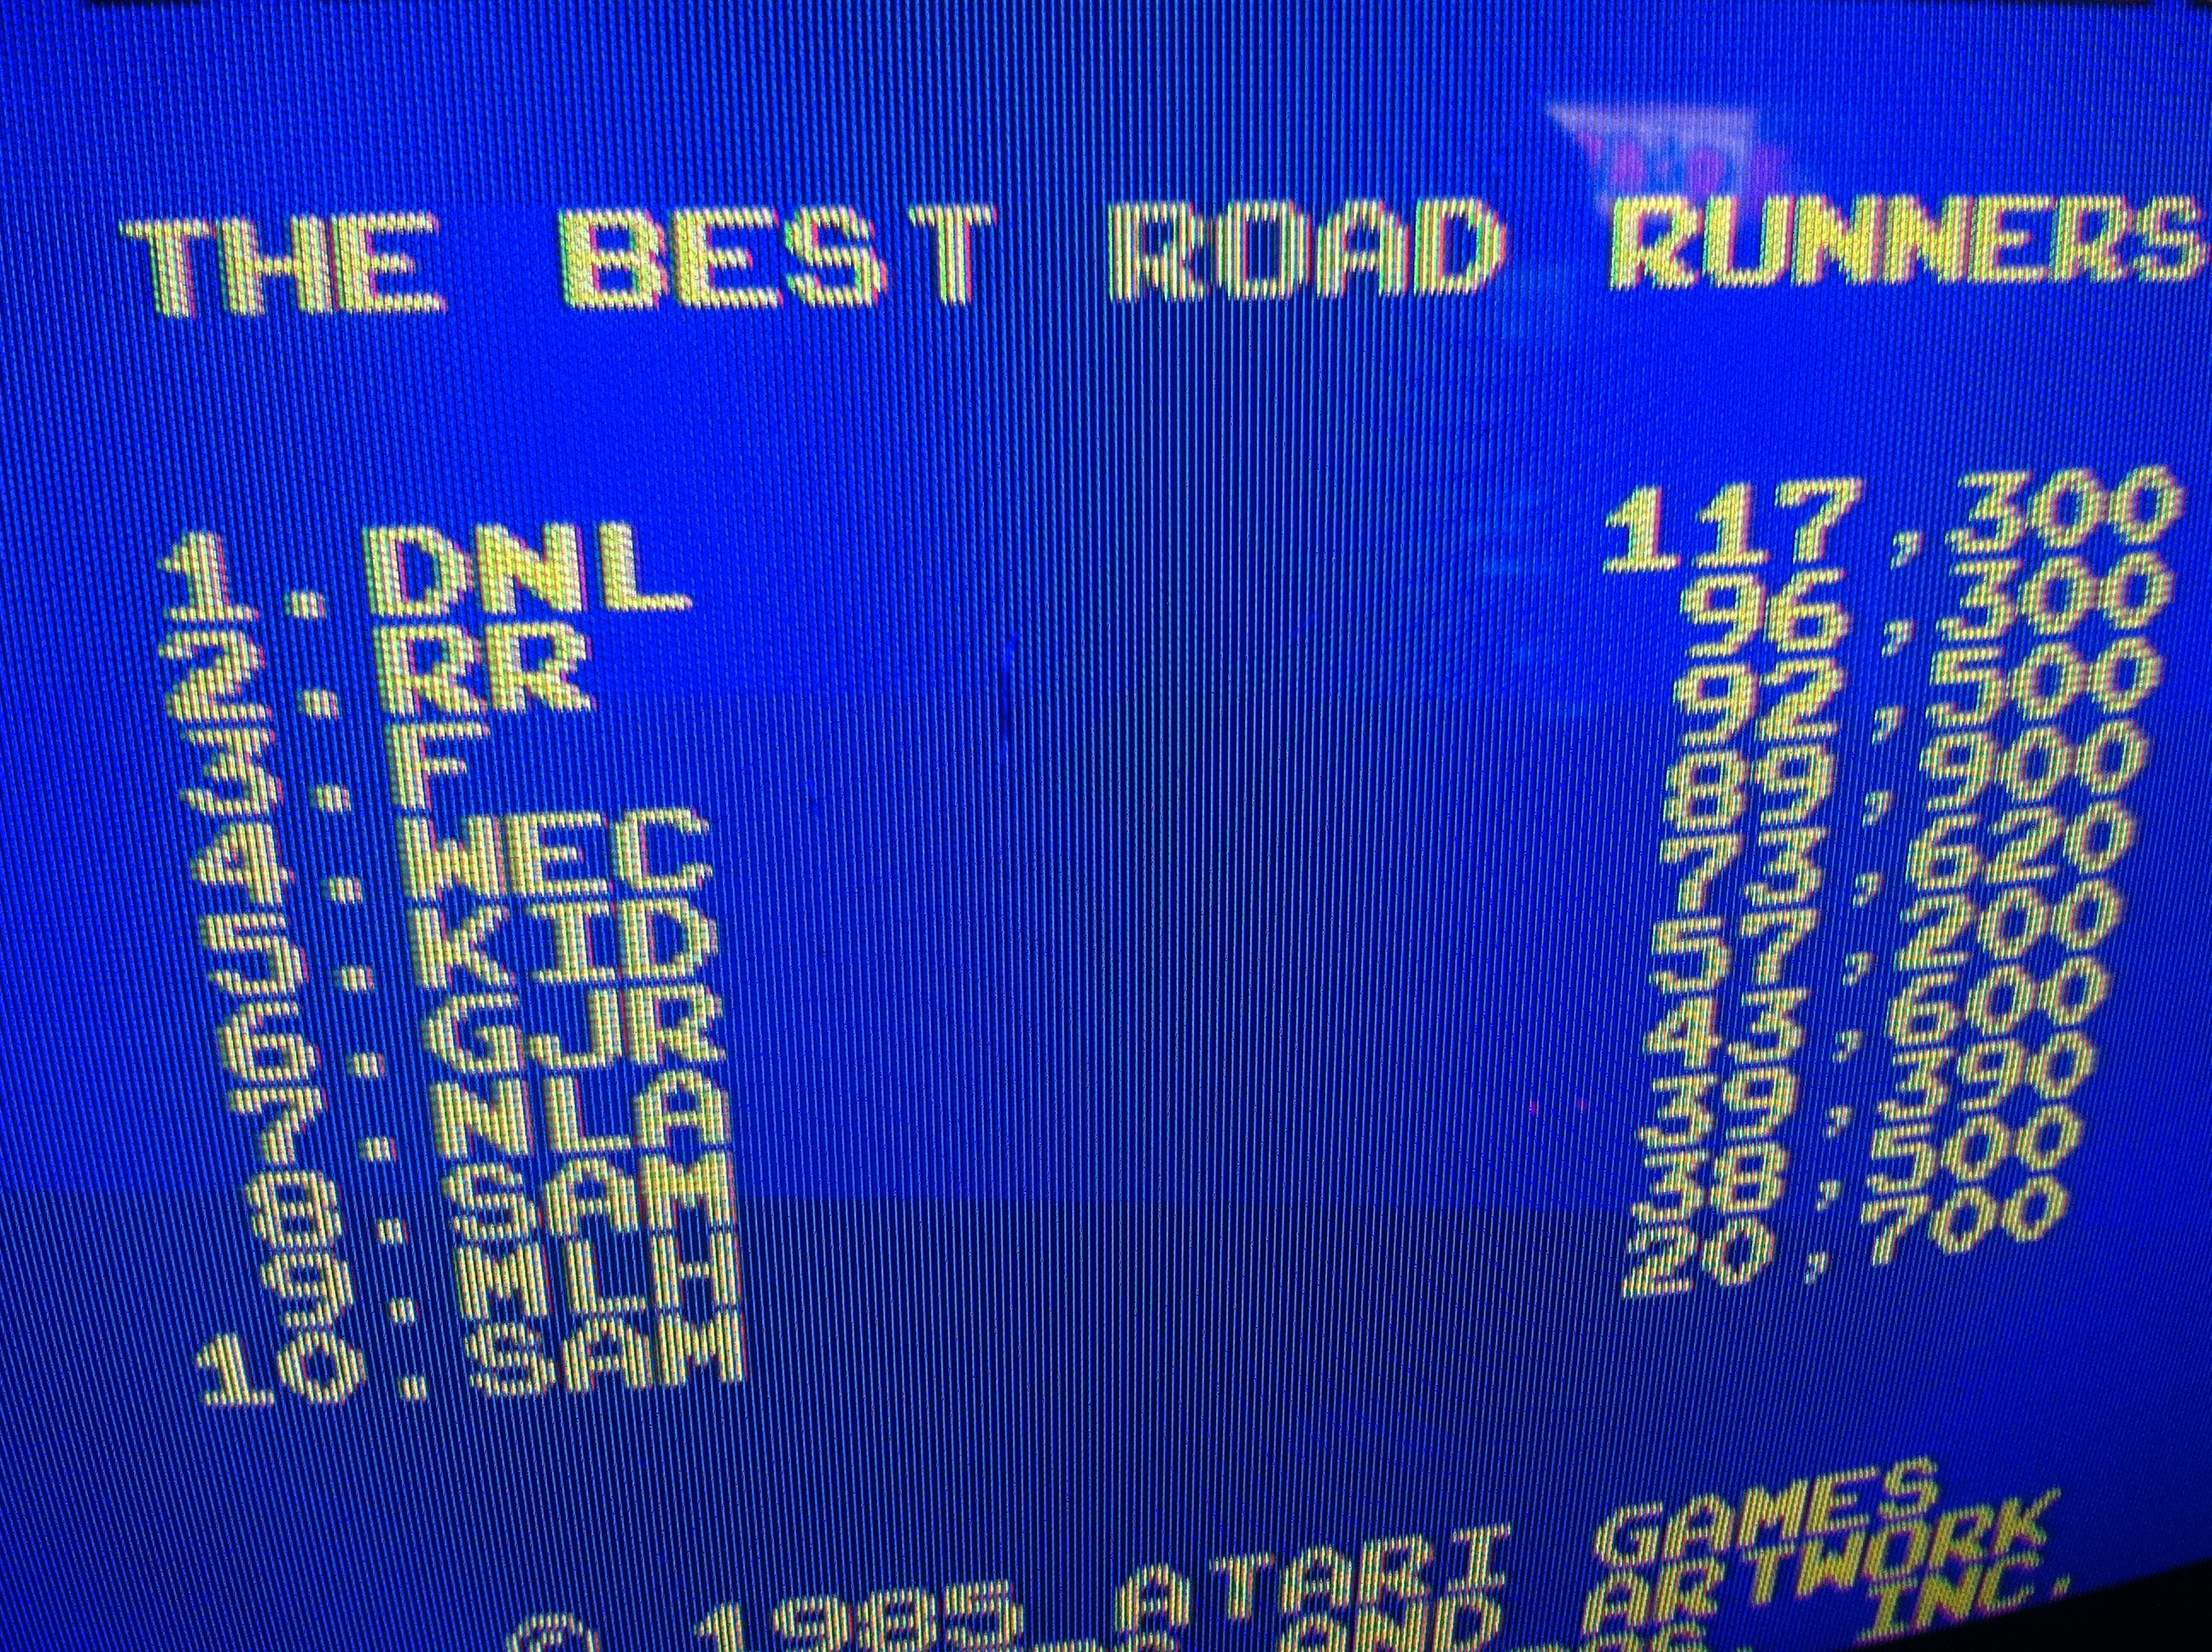 THE BEST ROAD RUNNERS
1. DNL 117,300
2. RR 96,300
3. F 92,500
4. WEC 89,900
5. KID 73,620
6. GJR 57,200
7. NLA 43,600
8. SAM 39,390
9. MLH 38,500
10. SAM 20,700
© 1985 ATARI GAMES
AND ARTWORK
INC.